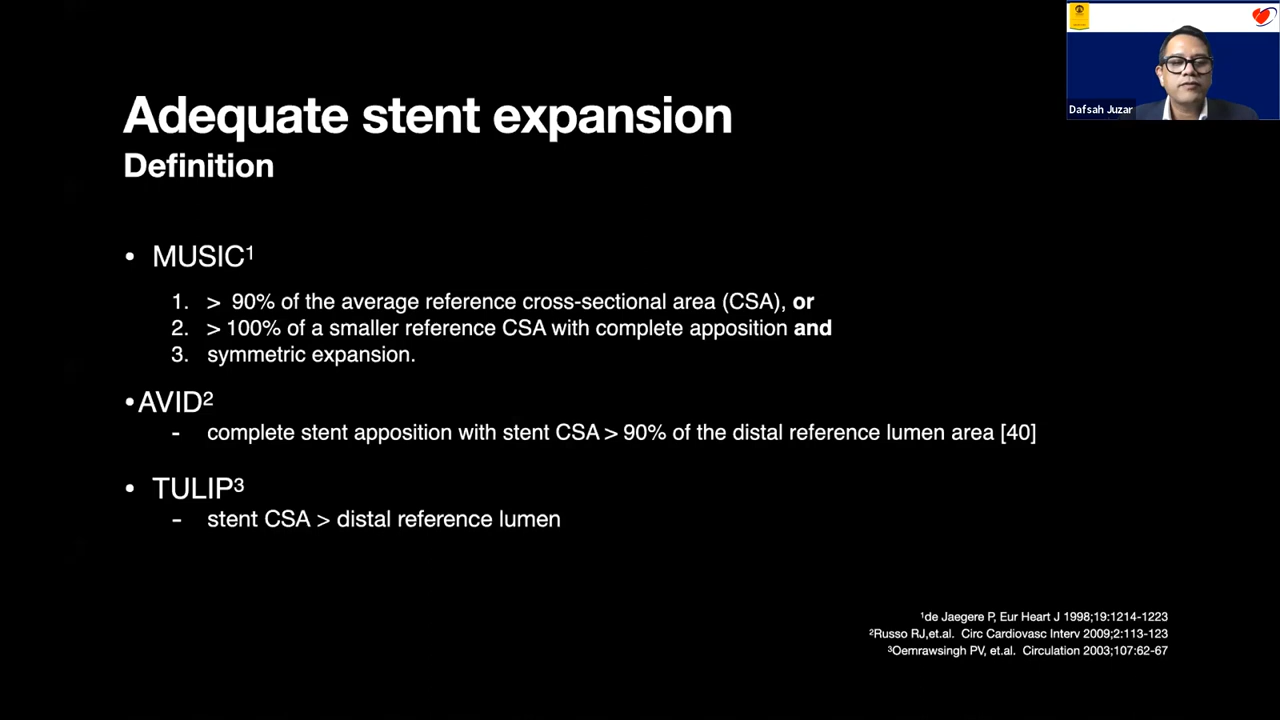 Dafsah Juzar
Adequate stent expansion
Definition
• MUSIC¹
1. > 90% of the average reference cross-sectional area (CSA), or
2. > 100% of a smaller reference CSA with complete apposition and
3. symmetric expansion.
•AVID²
- complete stent apposition with stent CSA > 90% of the distal reference lumen area [40]
• TULIP³
- stent CSA > distal reference lumen
¹de Jaegere P, Eur Heart J 1998;19:1214-1223
²Russo RJ,et.al. Circ Cardiovasc Interv 2009;2:113-123
³Oemrawsingh PV, et.al. Circulation 2003;107:62-67